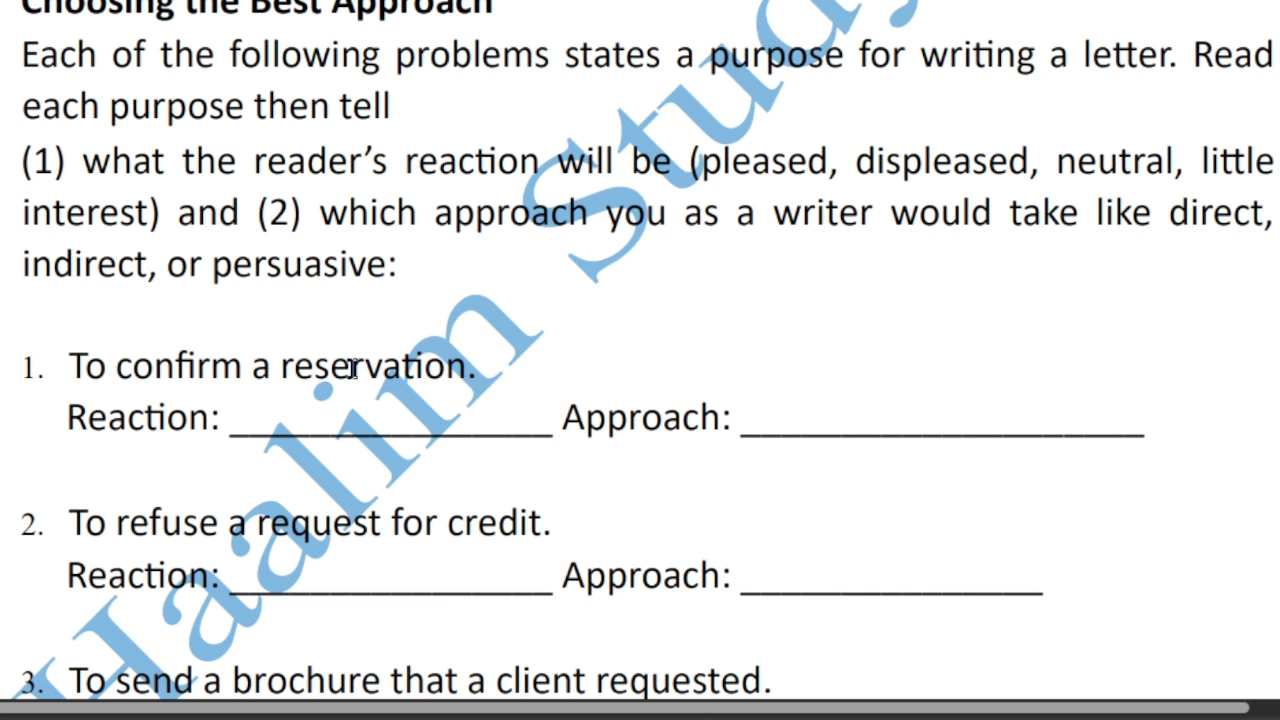 Choosing the Best Approach
Each of the following problems states a purpose for writing a letter. Read
each purpose then tell
(1) what the reader’s reaction will be (pleased, displeased, neutral, little
interest) and (2) which approach you as a writer would take like direct,
indirect, or persuasive:
1. To confirm a reservation.
Reaction: ________________ Approach: ____________________
2. To refuse a request for credit.
Reaction: ________________ Approach: _______________
3. To send a brochure that a client requested.
Haalim Study